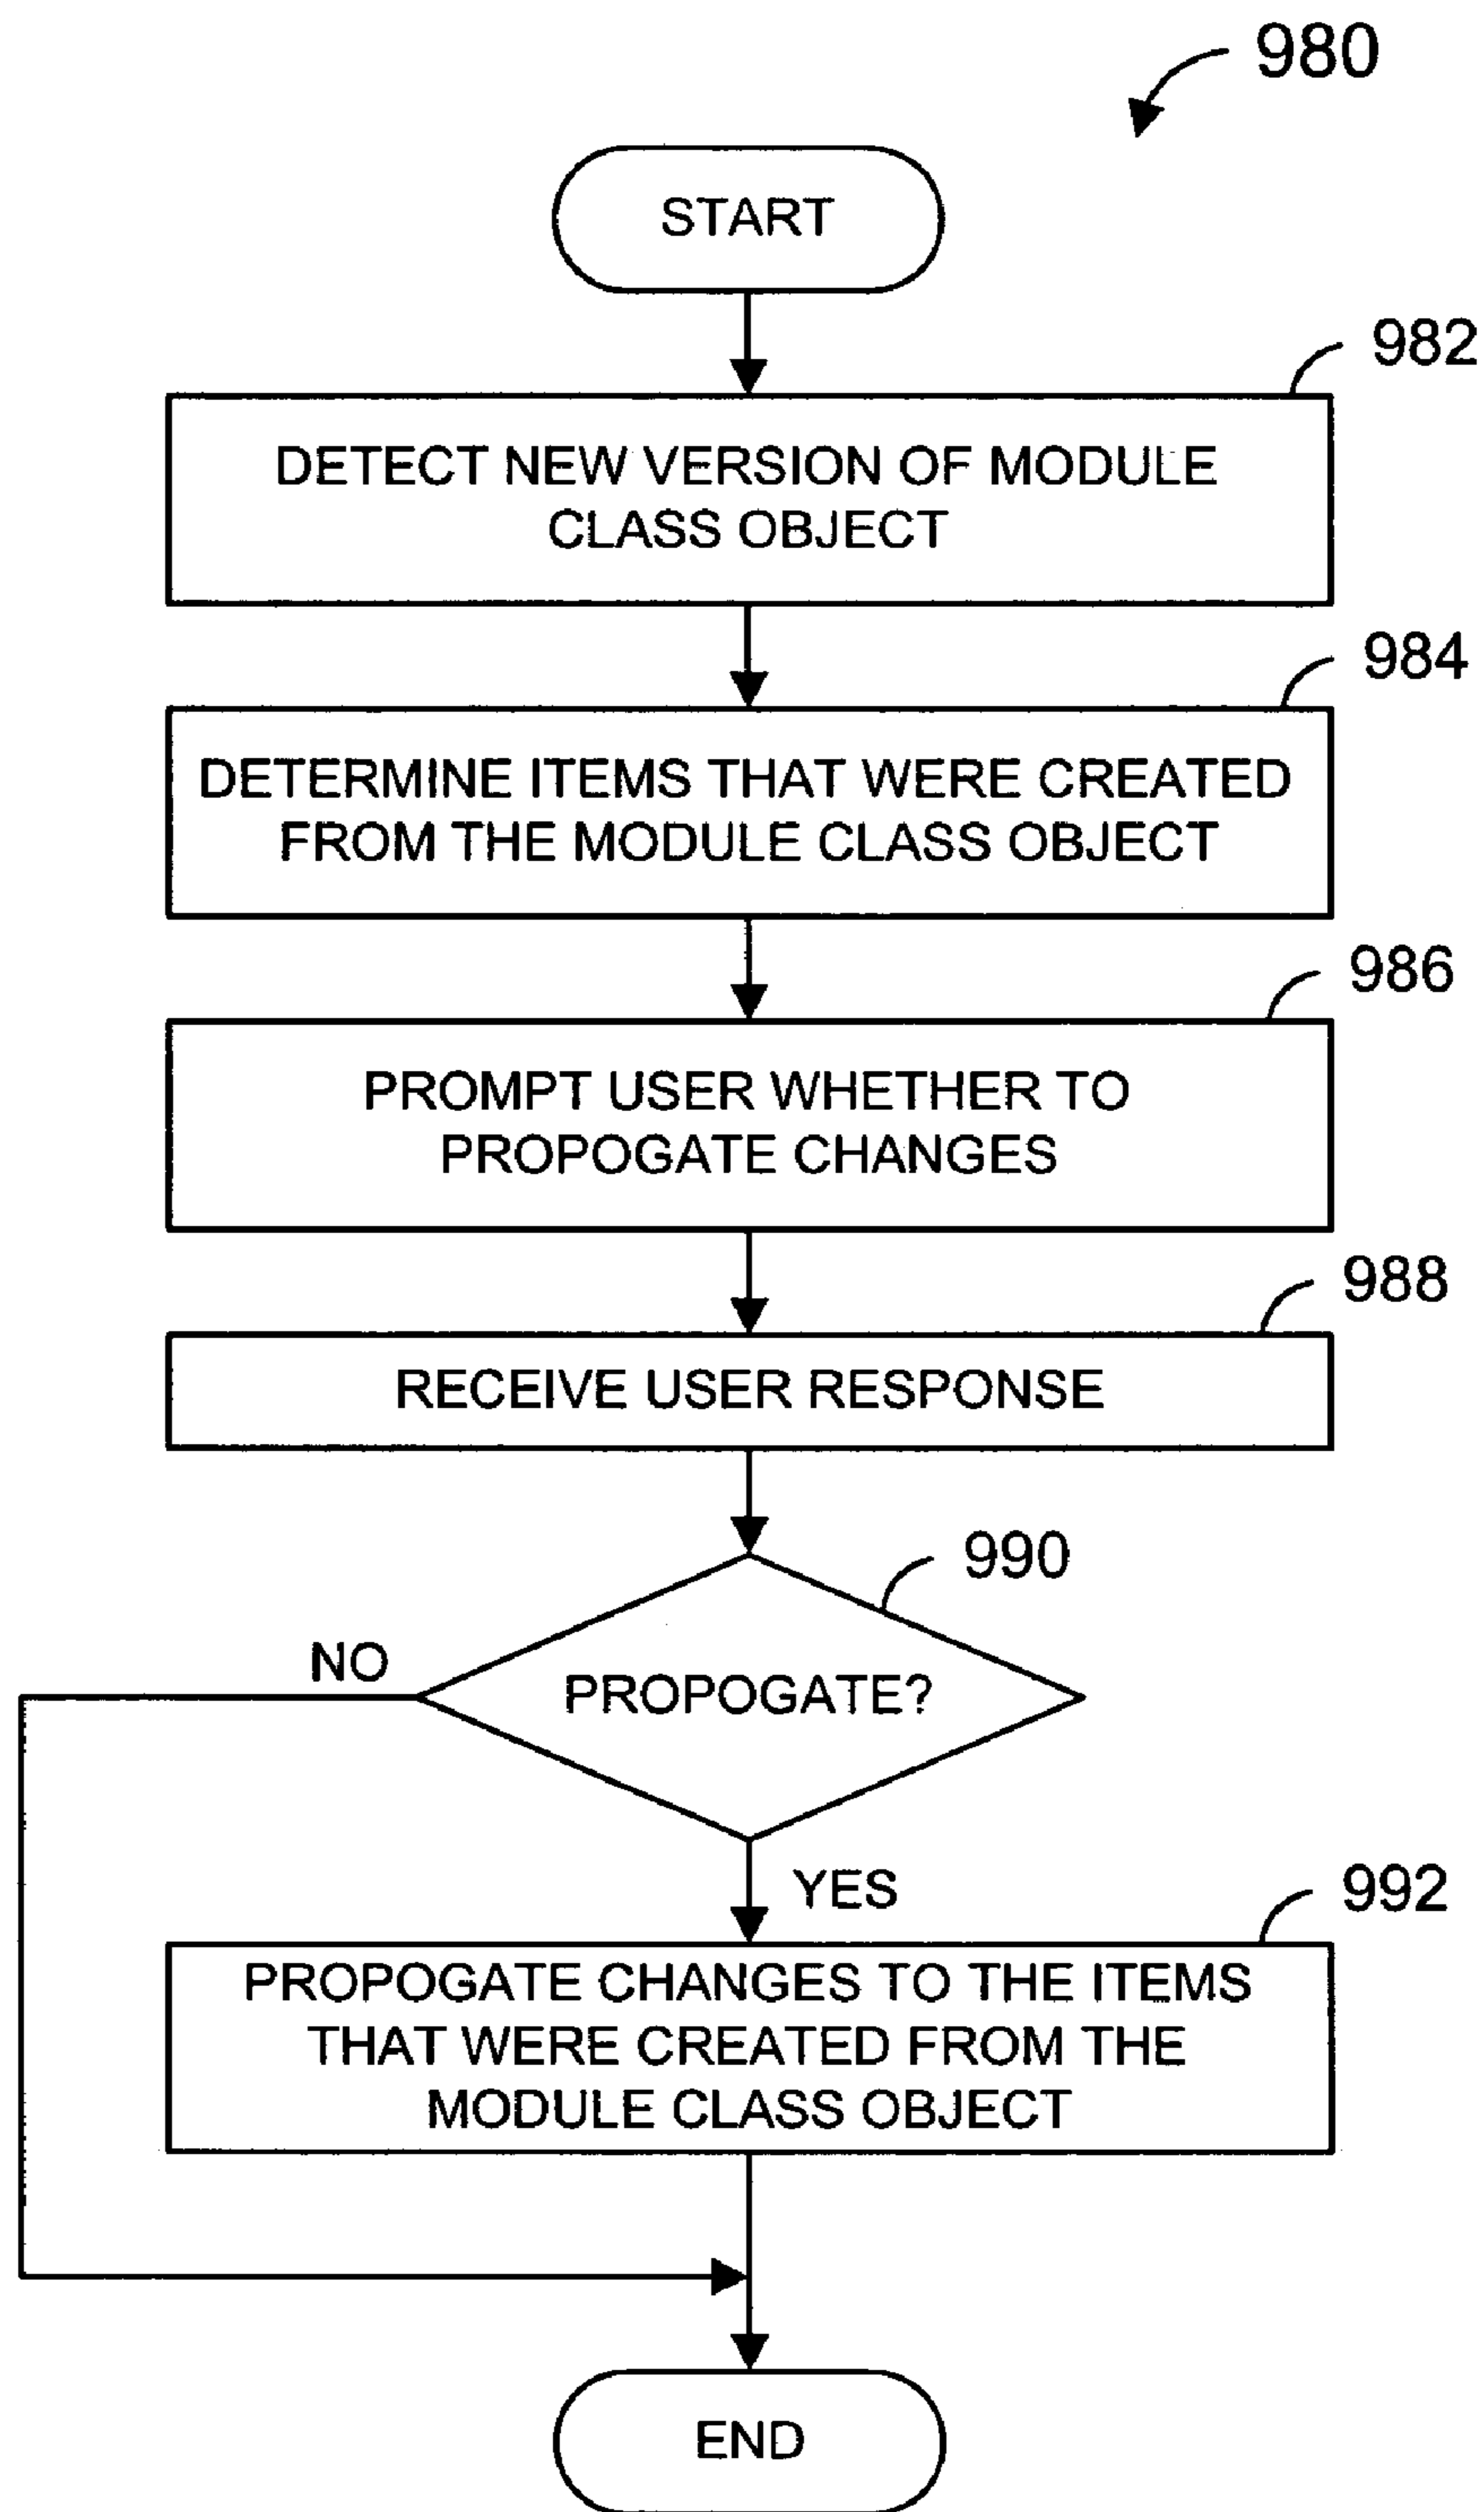 980
START
982
DETECT NEW VERSION OF MODULE
CLASS OBJECT
984
DETERMINE ITEMS THAT WERE CREATED
FROM THE MODULE CLASS OBJECT
986
PROMPT USER WHETHER TO
PROPOGATE CHANGES
988
RECEIVE USER RESPONSE
990
NO
PROPOGATE?
YES
992
PROPOGATE CHANGES TO THE ITEMS
THAT WERE CREATED FROM THE
MODULE CLASS OBJECT
END